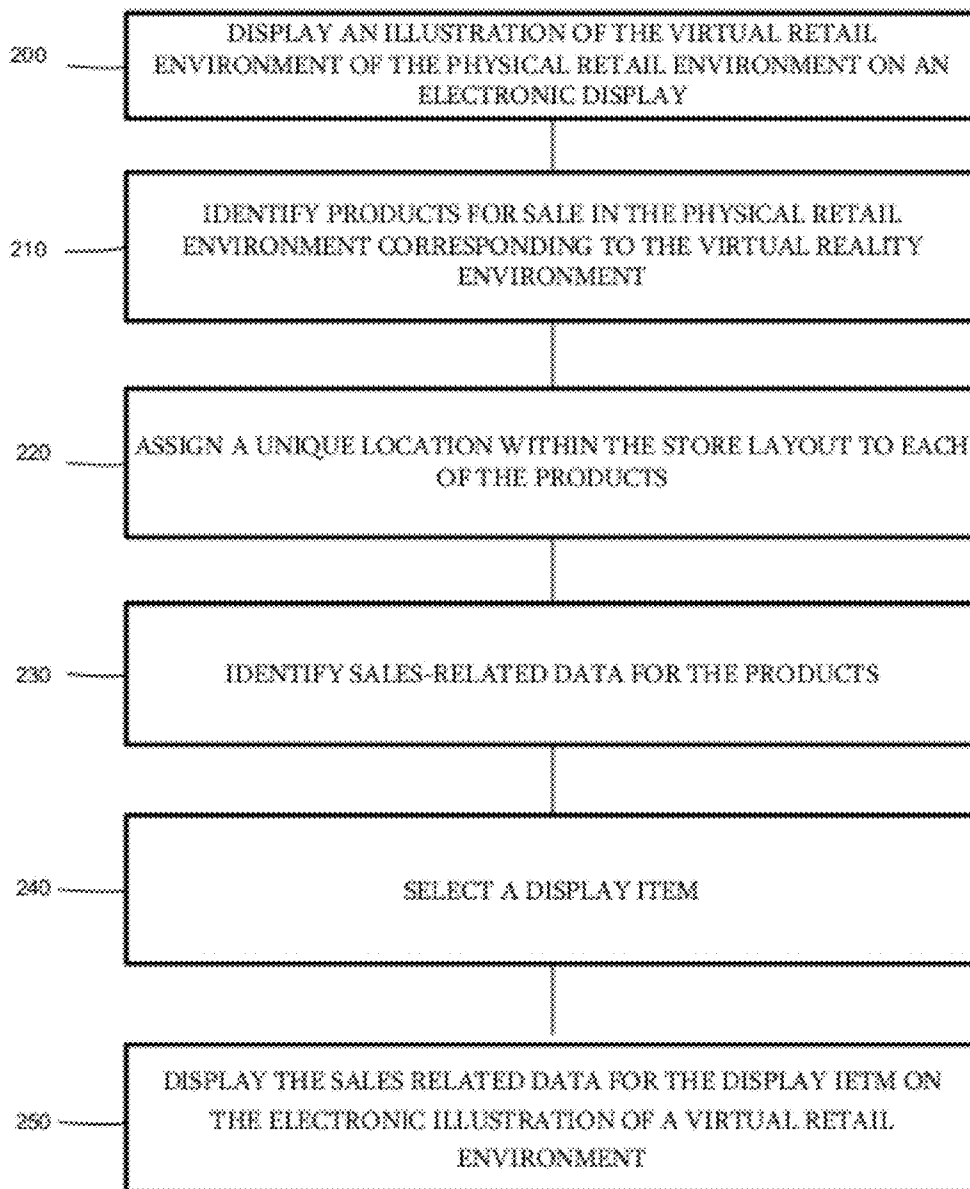 200
DISPLAY AN ILLUSTRATION OF THE VIRTUAL RETAIL
ENVIRONMENT OF THE PHYSICAL RETAIL ENVIRONMENT ON AN
ELECTRONIC DISPLAY
210
IDENTIFY PRODUCTS FOR SALE IN THE PHYSICAL RETAIL
ENVIRONMENT CORRESPONDING TO THE VIRTUAL REALITY
ENVIRONMENT
220
ASSIGN A UNIQUE LOCATION WITHIN THE STORE LAYOUT TO EACH
OF THE PRODUCTS
230
IDENTIFY SALES-RELATED DATA FOR THE PRODUCTS
240
SELECT A DISPLAY ITEM
250
DISPLAY THE SALES RELATED DATA FOR THE DISPLAY IETM ON
THE ELECTRONIC ILLUSTRATION OF A VIRTUAL RETAIL
ENVIRONMENT